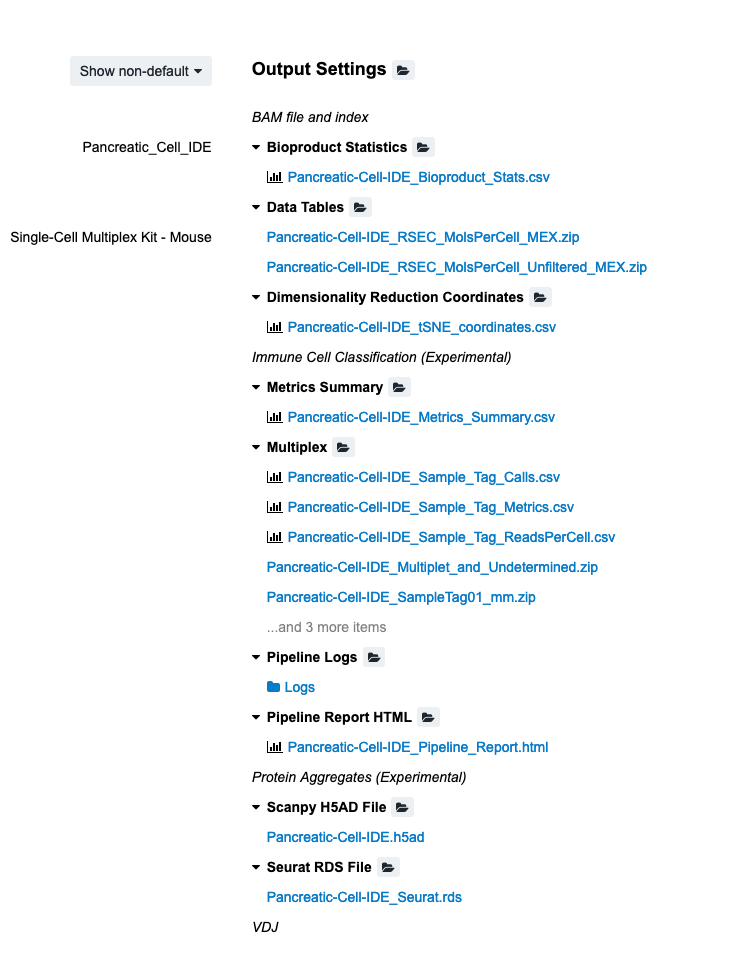 Show non-default
Output Settings
BAM file and index
Pancreatic_Cell_IDE
Bioproduct Statistics
Pancreatic-Cell-IDE_Bioproduct_Stats.csv
Data Tables
Single-Cell Multiplex Kit - Mouse
Pancreatic-Cell-IDE_RSEC_MolsPerCell_MEX.zip
Pancreatic-Cell-IDE_RSEC_MolsPerCell_Unfiltered_MEX.zip
Dimensionality Reduction Coordinates
Pancreatic-Cell-IDE_tSNE_coordinates.csv
Immune Cell Classification (Experimental)
Metrics Summary
Pancreatic-Cell-IDE_Metrics_Summary.csv
Multiplex
Pancreatic-Cell-IDE_Sample_Tag_Calls.csv
Pancreatic-Cell-IDE_Sample_Tag_Metrics.csv
Pancreatic-Cell-IDE_Sample_Tag_ReadsPerCell.csv
Pancreatic-Cell-IDE_Multiplet_and_Undetermined.zip
Pancreatic-Cell-IDE_SampleTag01_mm.zip
...and 3 more items
Pipeline Logs
Logs
Pipeline Report HTML
Pancreatic-Cell-IDE_Pipeline_Report.html
Protein Aggregates (Experimental)
Scanpy H5AD File
Pancreatic-Cell-IDE.h5ad
Seurat RDS File
Pancreatic-Cell-IDE_Seurat.rds
VDJ